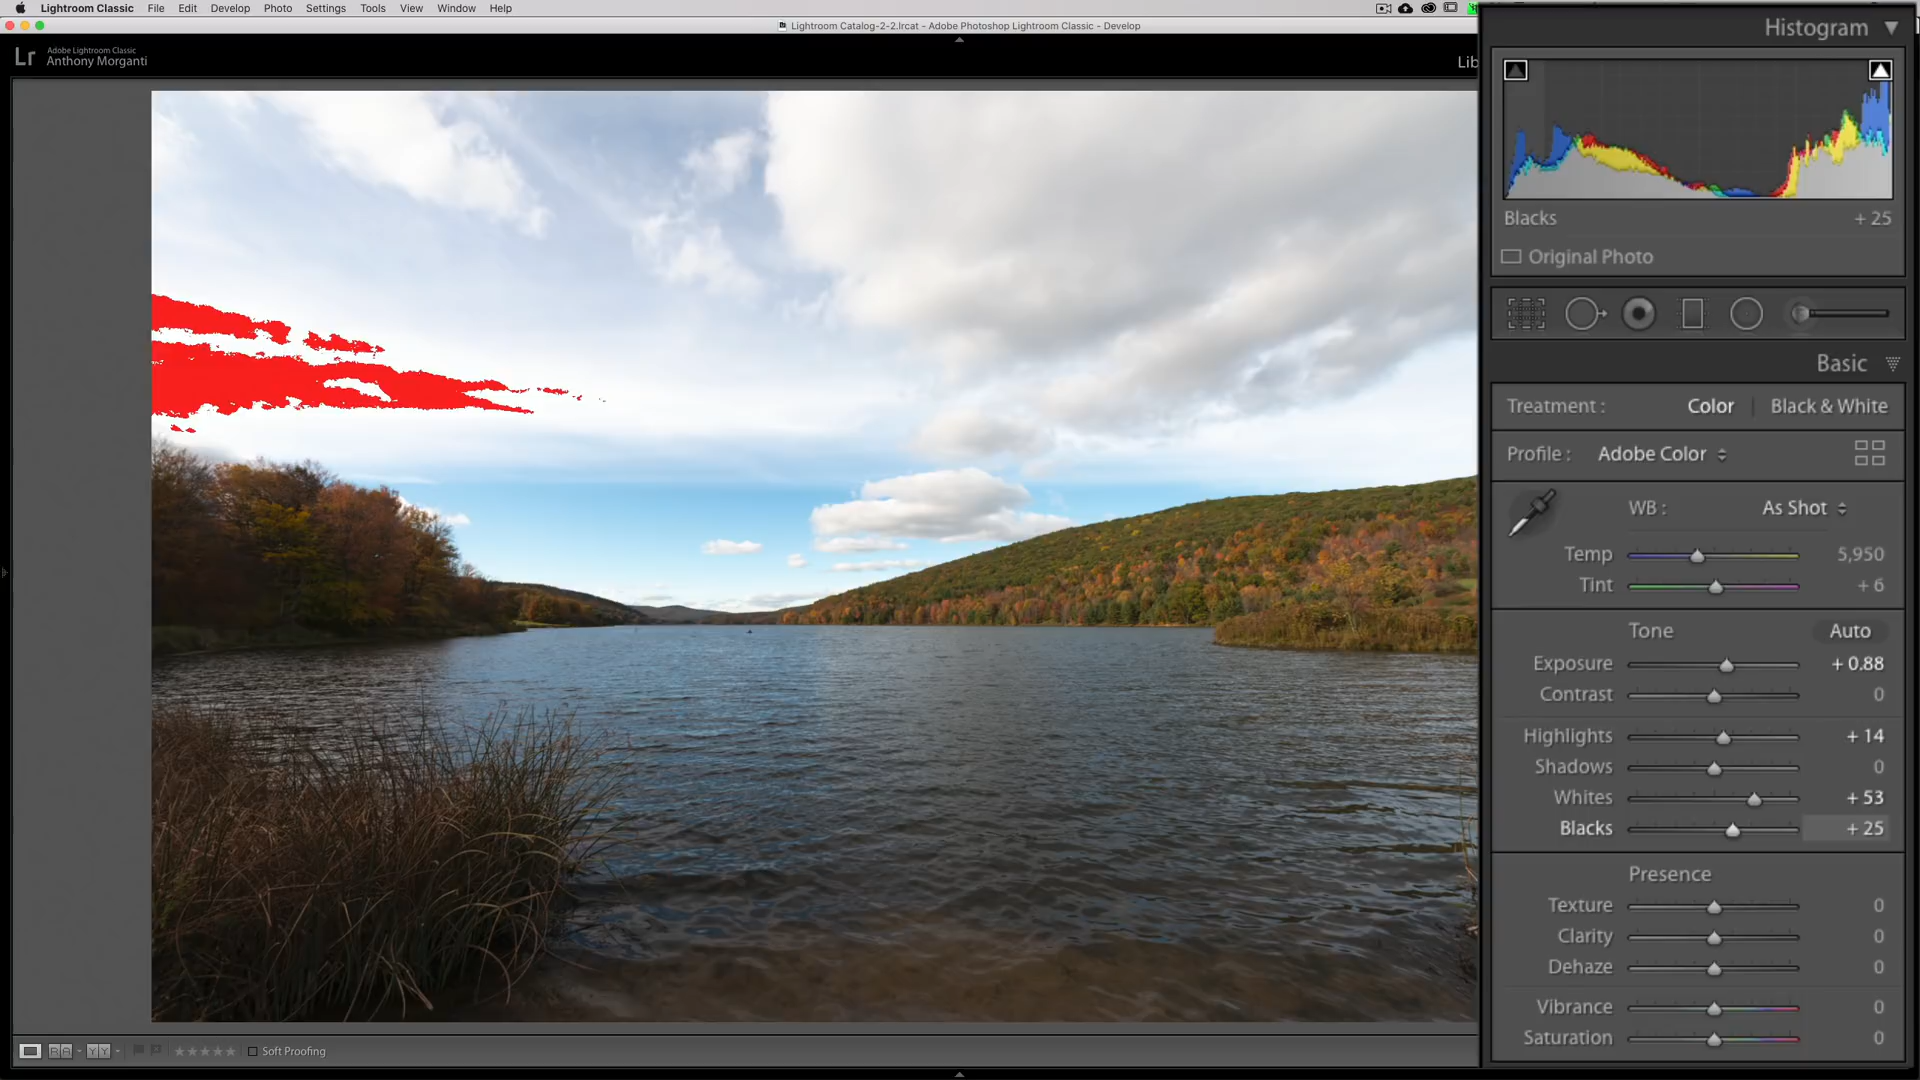 Lightroom Classic File Edit Develop Photo Settings Tools View Window Help
Lightroom Catalog-2-2.lrcat - Adobe Photoshop Lightroom Classic - Develop
Lr
Adobe Lightroom Classic
Anthony Morganti
Lib
Histogram
Blacks + 25
Original Photo
Basic
Treatment : Color Black & White
Profile : Adobe Color
WB : As Shot
Temp 5,950
Tint + 6
Tone Auto
Exposure + 0.88
Contrast 0
Highlights + 14
Shadows 0
Whites + 53
Blacks + 25
Presence
Texture 0
Clarity 0
Dehaze 0
Vibrance 0
Saturation 0
RA YY Soft Proofing